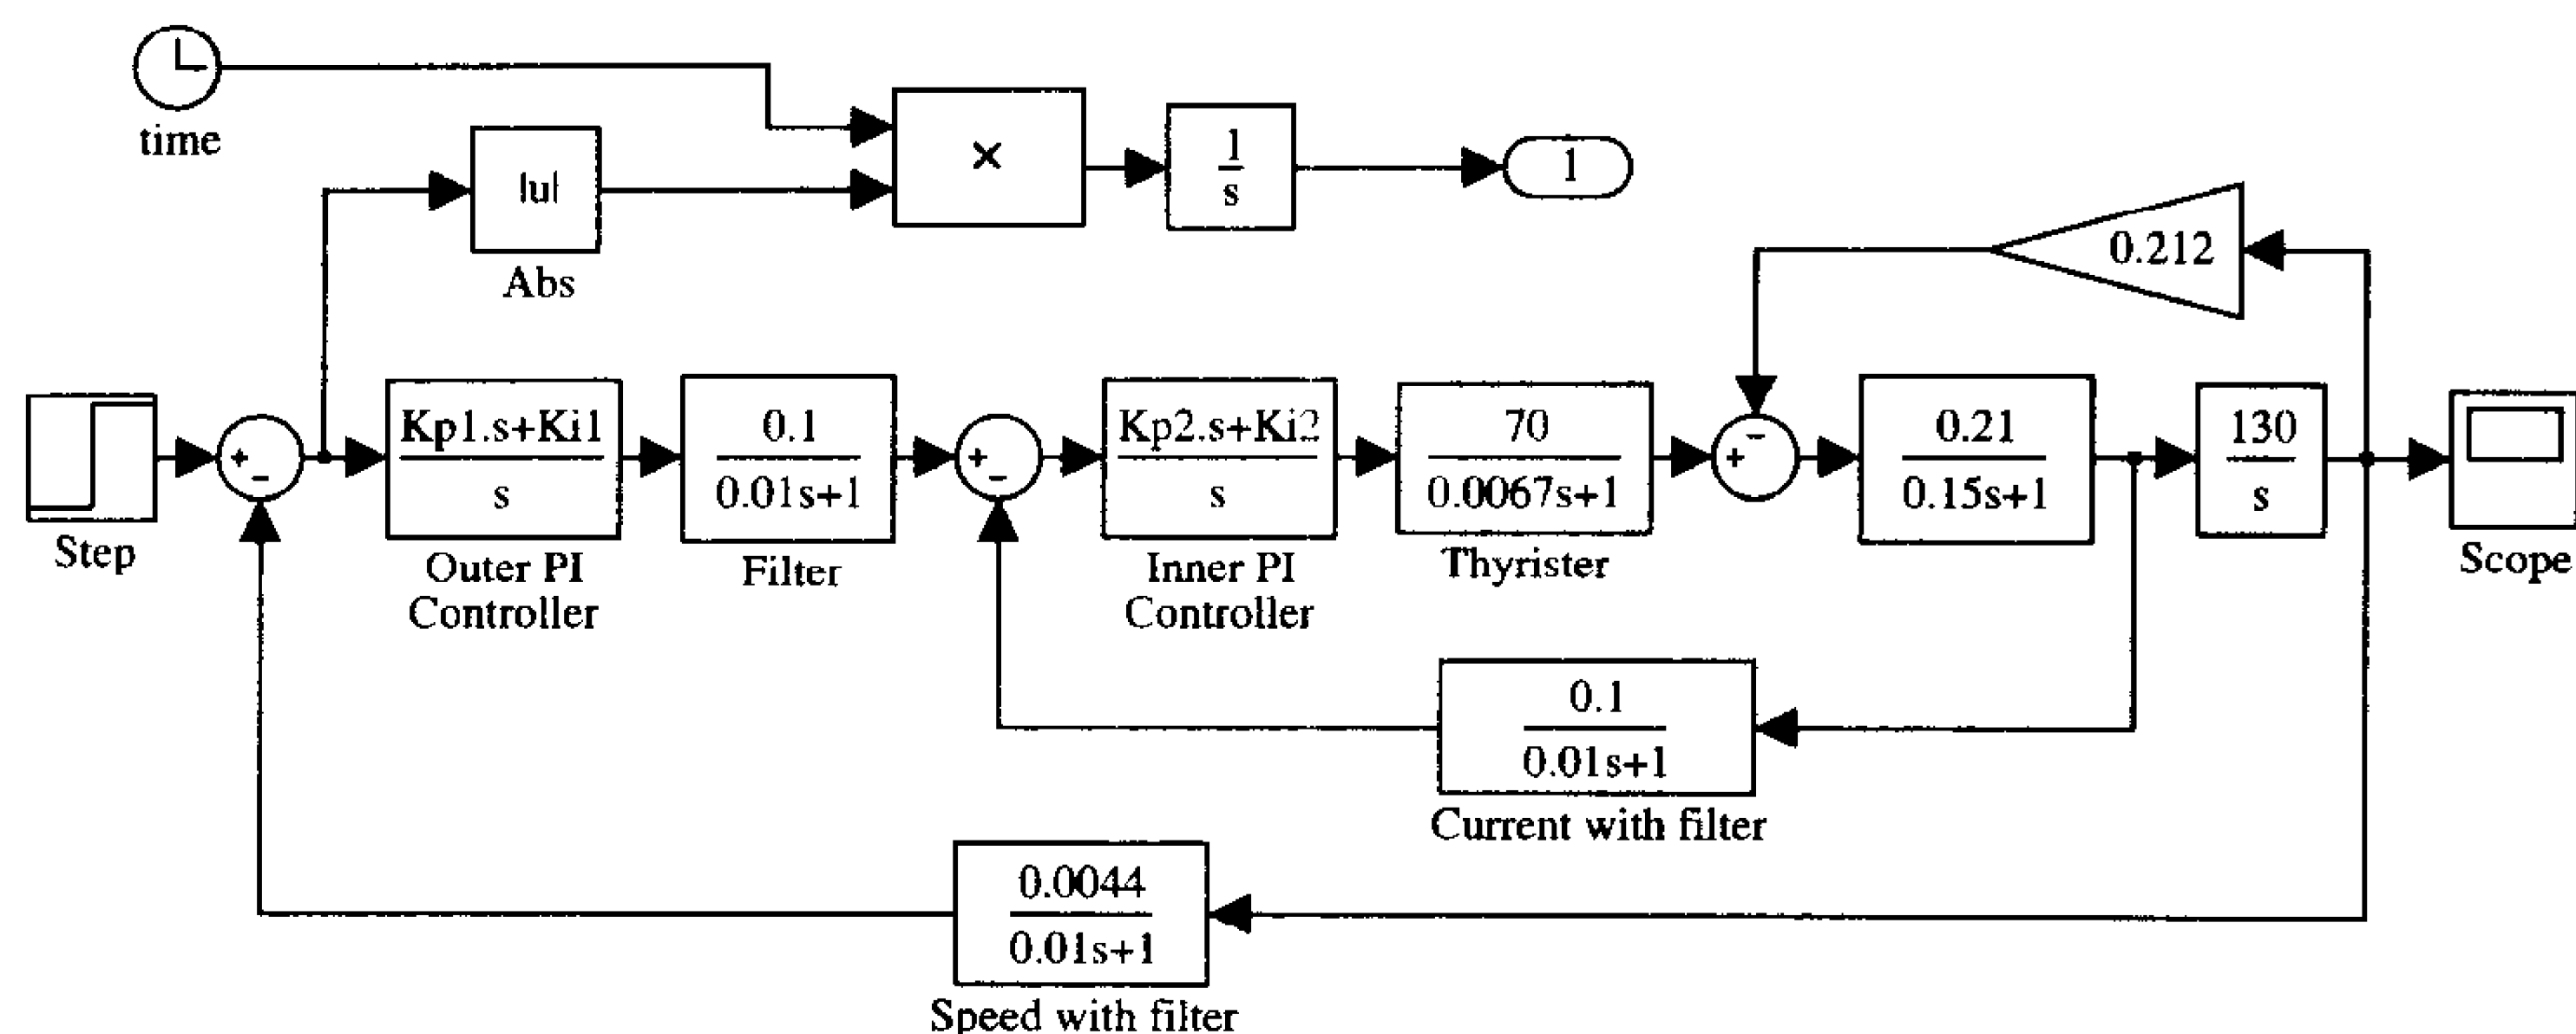 time
|u|
Abs
×
1
s
1
0.212
Step
+
-
Kp1.s+Ki1
s
Outer PI
Controller
0.1
0.01s+1
Filter
+
-
Kp2.s+Ki2
s
Inner PI
Controller
70
0.0067s+1
Thyrister
-
+
0.21
0.15s+1
130
s
Scope
0.1
0.01s+1
Current with filter
0.0044
0.01s+1
Speed with filter